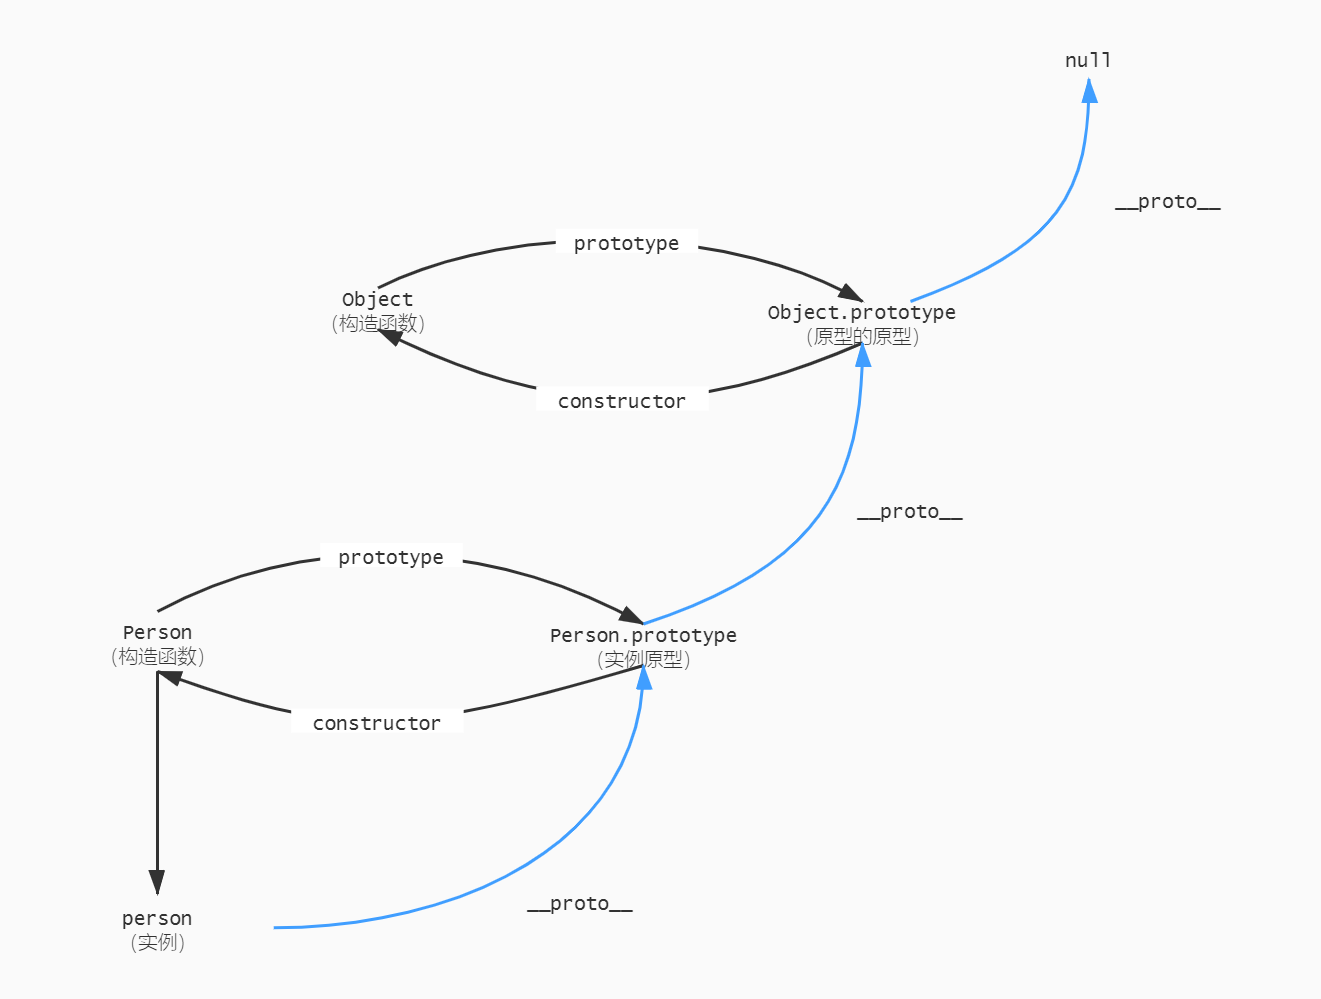 null
__proto__
prototype
Object
(构造函数)
Object.prototype
(原型的原型)
constructor
__proto__
prototype
Person
(构造函数)
Person.prototype
(实例原型)
constructor
__proto__
person
(实例)